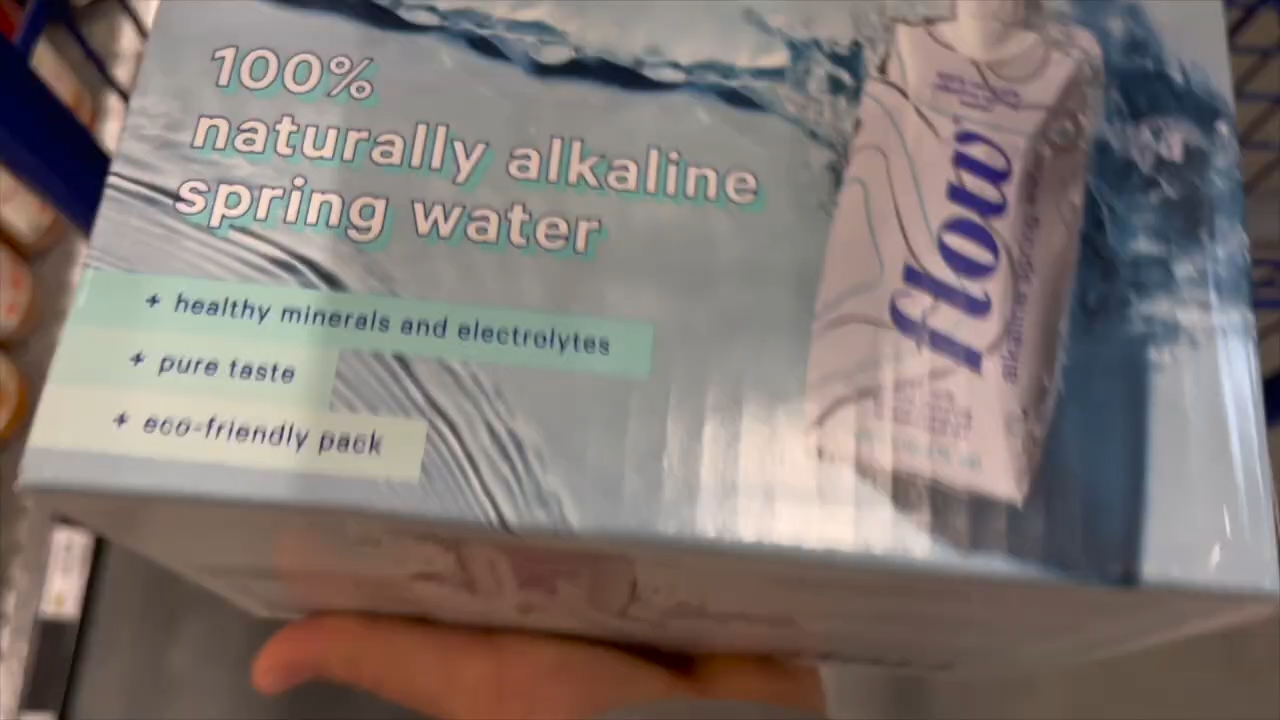 100%
naturally alkaline
spring water
+ healthy minerals and electrolytes
+ pure taste
+ eco-friendly pack
flow
alkaline spring water